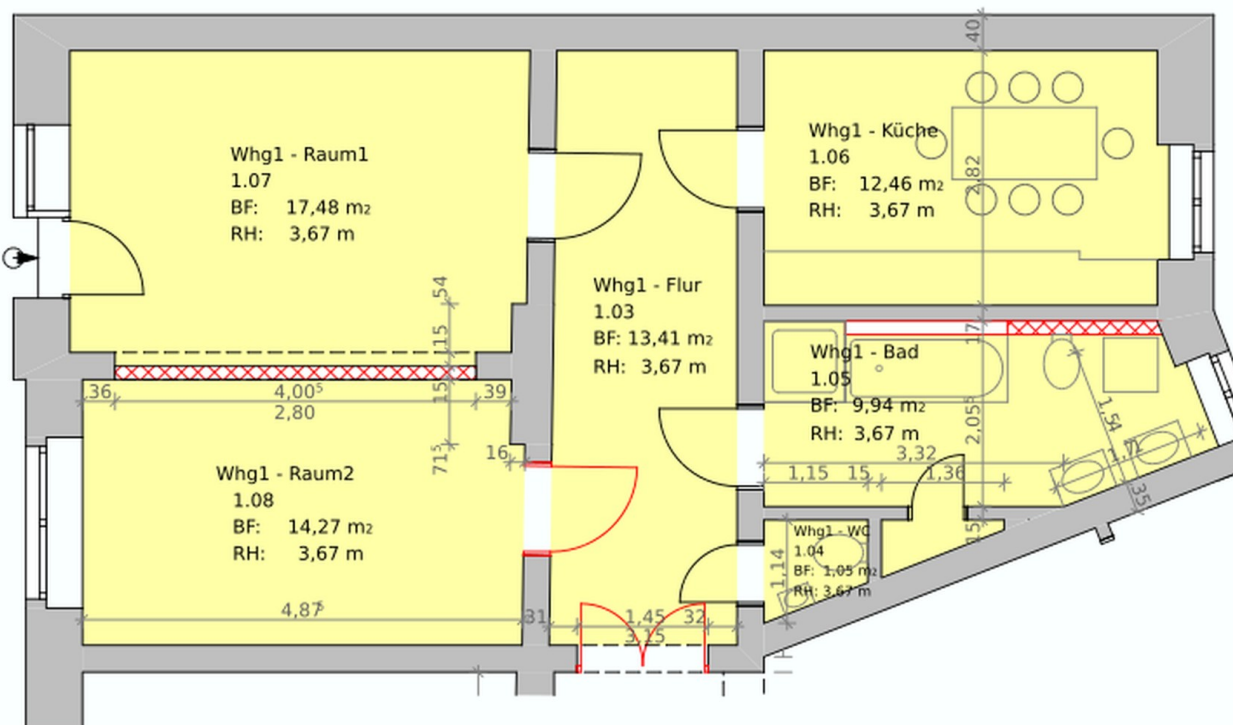 40
Whg1 - Küche
1.06
BF: 12,46 m2
RH: 3,67 m
2,82
Whg1 - Raum1
1.07
BF: 17,48 m2
RH: 3,67 m
Whg1 - Flur
1.03
BF: 13,41 m2
RH: 3,67 m
54
15
15
71⁵
36
4,00⁵
2,80
39
16
17
Whg1 - Bad
1.05
BF: 9,94 m2
RH: 3,67 m
2,05⁵
1,54
1,71
35
3,32
1,15
15
1,36
15
Whg1 - Raum2
1.08
BF: 14,27 m2
RH: 3,67 m
Whg1 - WC
1.04
BF: 1,05 m2
RH: 3,67 m
1,14
4,87⁵
31
1,45
32
3,15